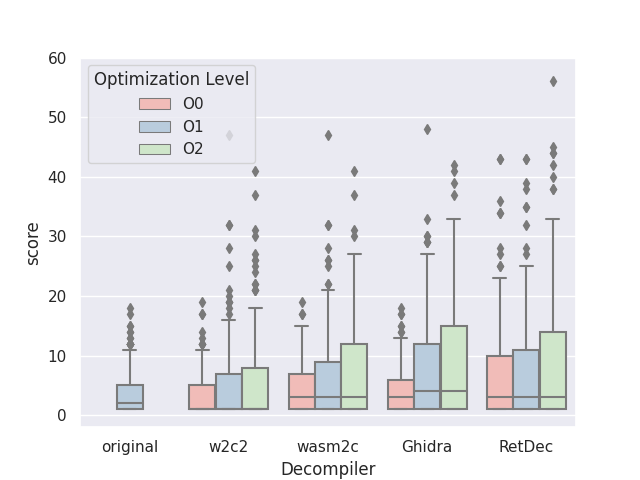 60
50
40
30
20
10
0
score
Optimization Level
O0
O1
O2
original
w2c2
wasm2c
Ghidra
RetDec
Decompiler